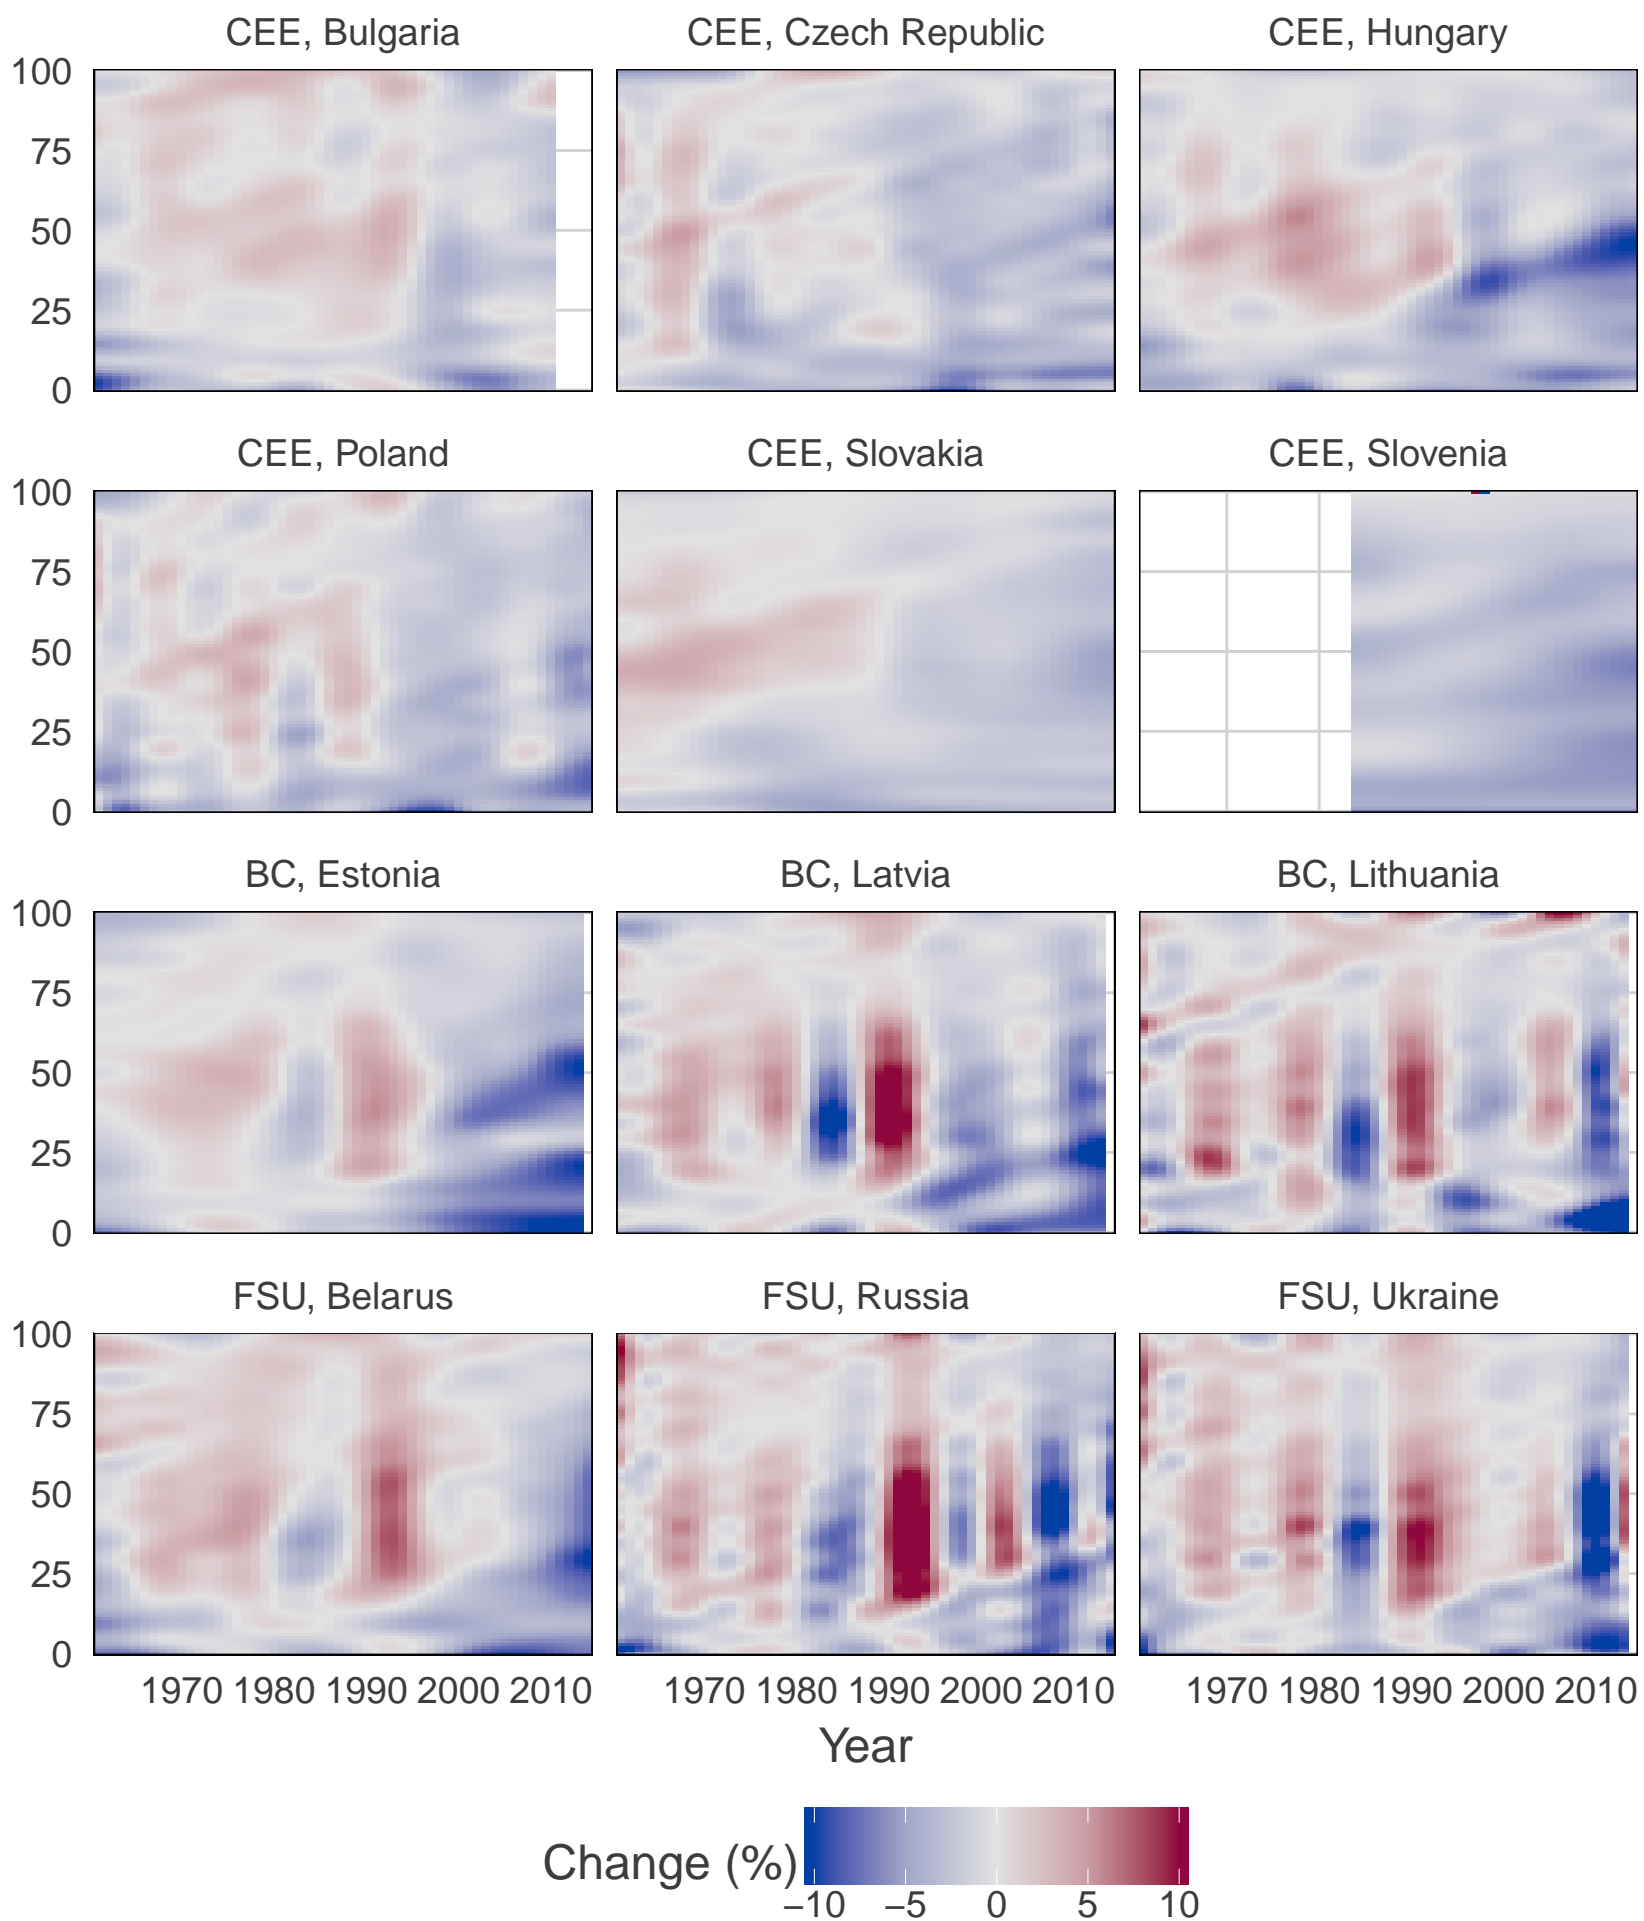 CEE, Bulgaria CEE, Czech Republic CEE, Hungary
100
75
50
25
0
CEE, Poland CEE, Slovakia CEE, Slovenia
100
75
50
25
0
BC, Estonia BC, Latvia BC, Lithuania
100
75
50
25
0
FSU, Belarus FSU, Russia FSU, Ukraine
100
75
50
25
0
1970 1980 1990 2000 2010 1970 1980 1990 2000 2010 1970 1980 1990 2000 2010
Year
Change (%)
−10 −5 0 5 10